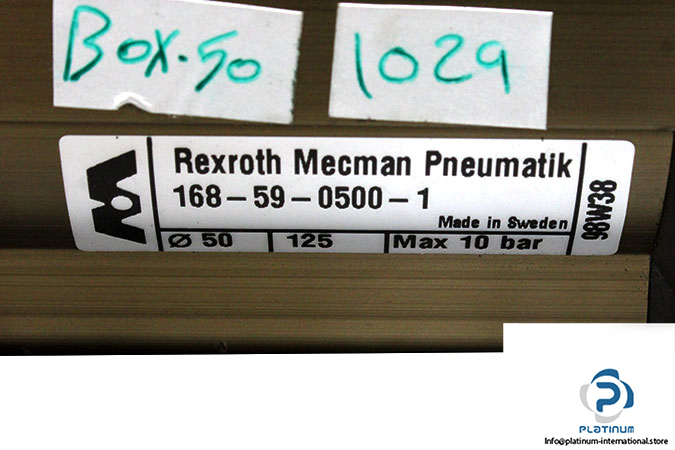 BOX.50
1029
Rexroth Mecman Pneumatik
168-59-0500-1
Made in Sweden
Ø 50 125 Max 10 bar
98W38
PLATINUM
Info@platinum-international.store